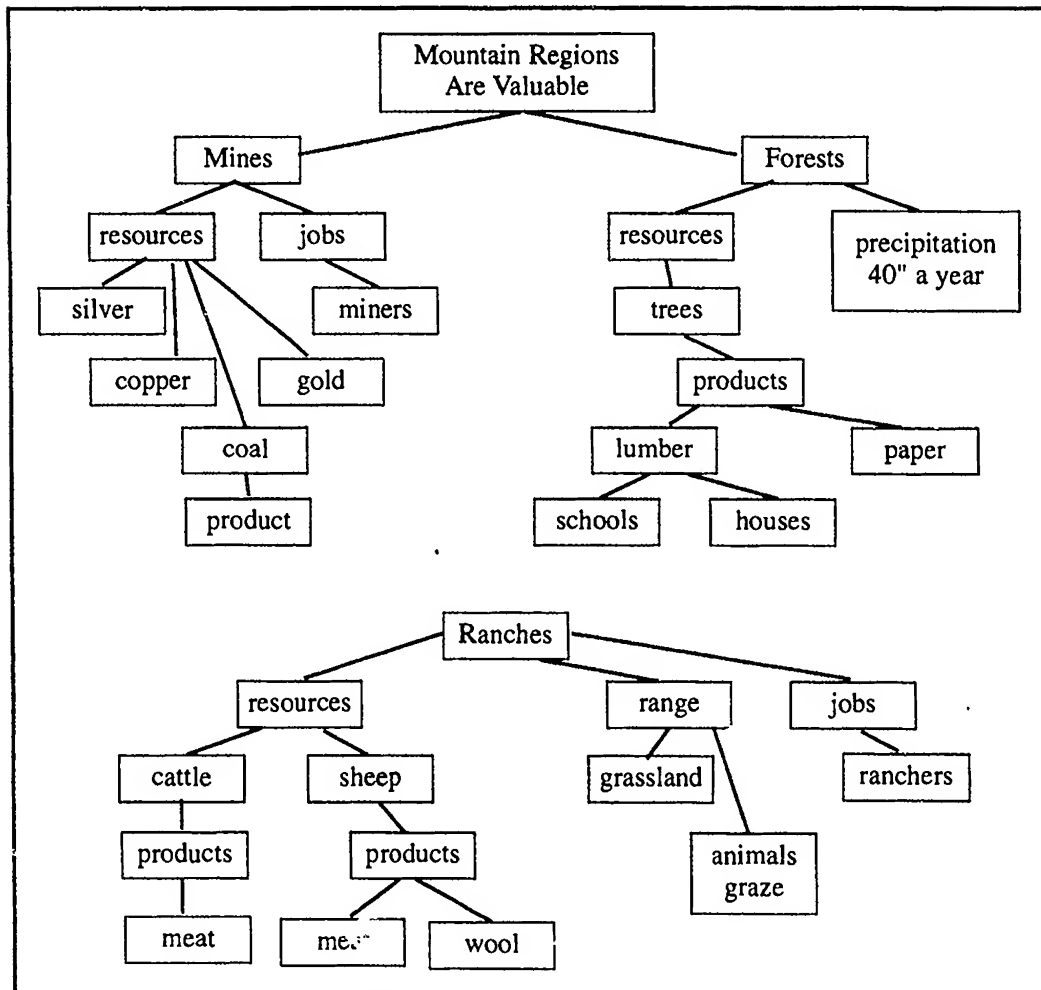 Mountain Regions
Are Valuable
Mines
Forests
resources
jobs
resources
precipitation
40" a year
silver
miners
trees
copper
gold
products
coal
lumber
paper
product
schools
houses
Ranches
resources
range
jobs
cattle
sheep
grassland
ranchers
products
products
animals
graze
meat
wool